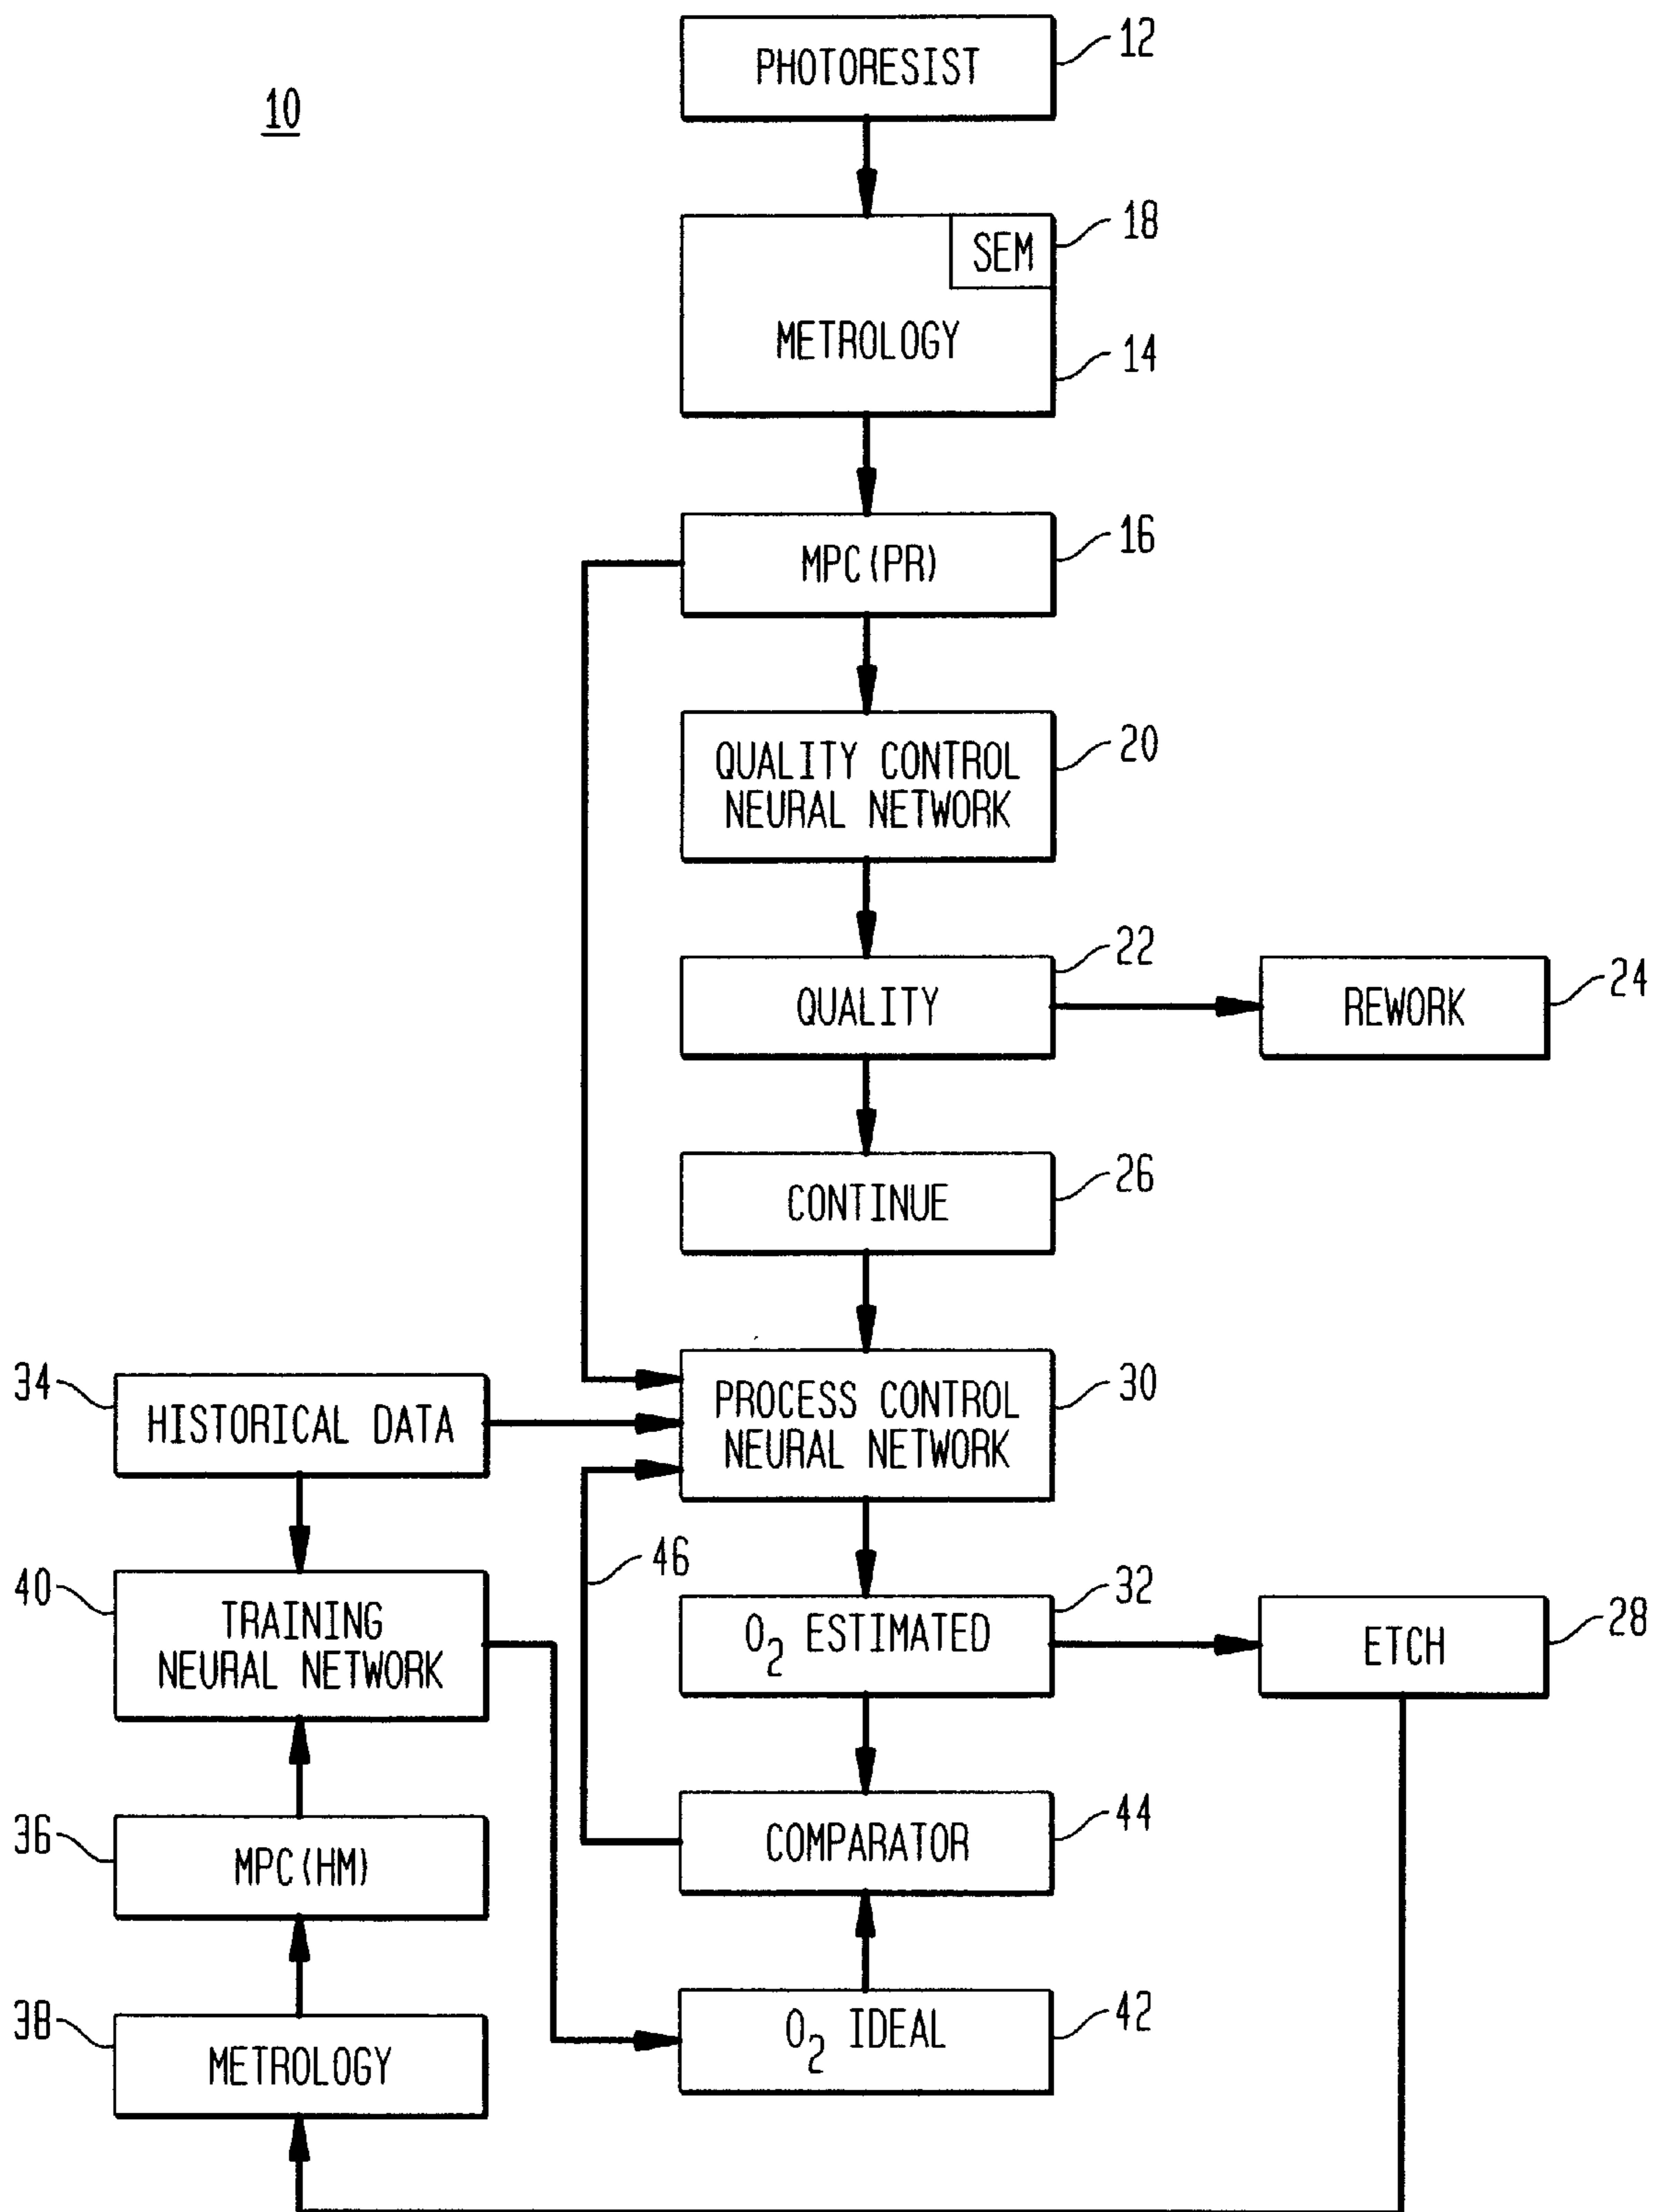 10
PHOTORESIST
12
SEM
18
METROLOGY
14
MPC(PR)
16
QUALITY CONTROL
NEURAL NETWORK
20
QUALITY
22
REWORK
24
CONTINUE
26
34
HISTORICAL DATA
PROCESS CONTROL
NEURAL NETWORK
30
46
40
TRAINING
NEURAL NETWORK
O2 ESTIMATED
32
ETCH
28
36
MPC(HM)
COMPARATOR
44
38
METROLOGY
O2 IDEAL
42